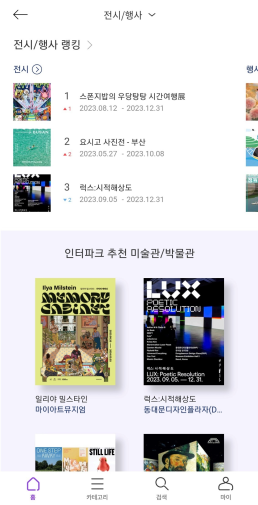 전시/행사
전시/행사 랭킹
전시
행사
1 스폰지밥의 우당탕탕 시간여행展
▲1 2023.08.12 - 2023.12.31
2 요시고 사진전 - 부산
▲2 2023.05.27 - 2023.10.08
3 럭스:시적해상도
▼2 2023.09.05 - 2023.12.31
인터파크 추천 미술관/박물관
Ilya Milstein
MEMORY
CABINET
LUX
POETIC
RESOLUTION
LUX: Poetic Resolution
2023. 09. 05. — 12. 31.
일리야 밀스타인
마이아트뮤지엄
럭스:시적해상도
동대문디자인플라자(D...
STILL LIFE
홈
카테고리
검색
마이